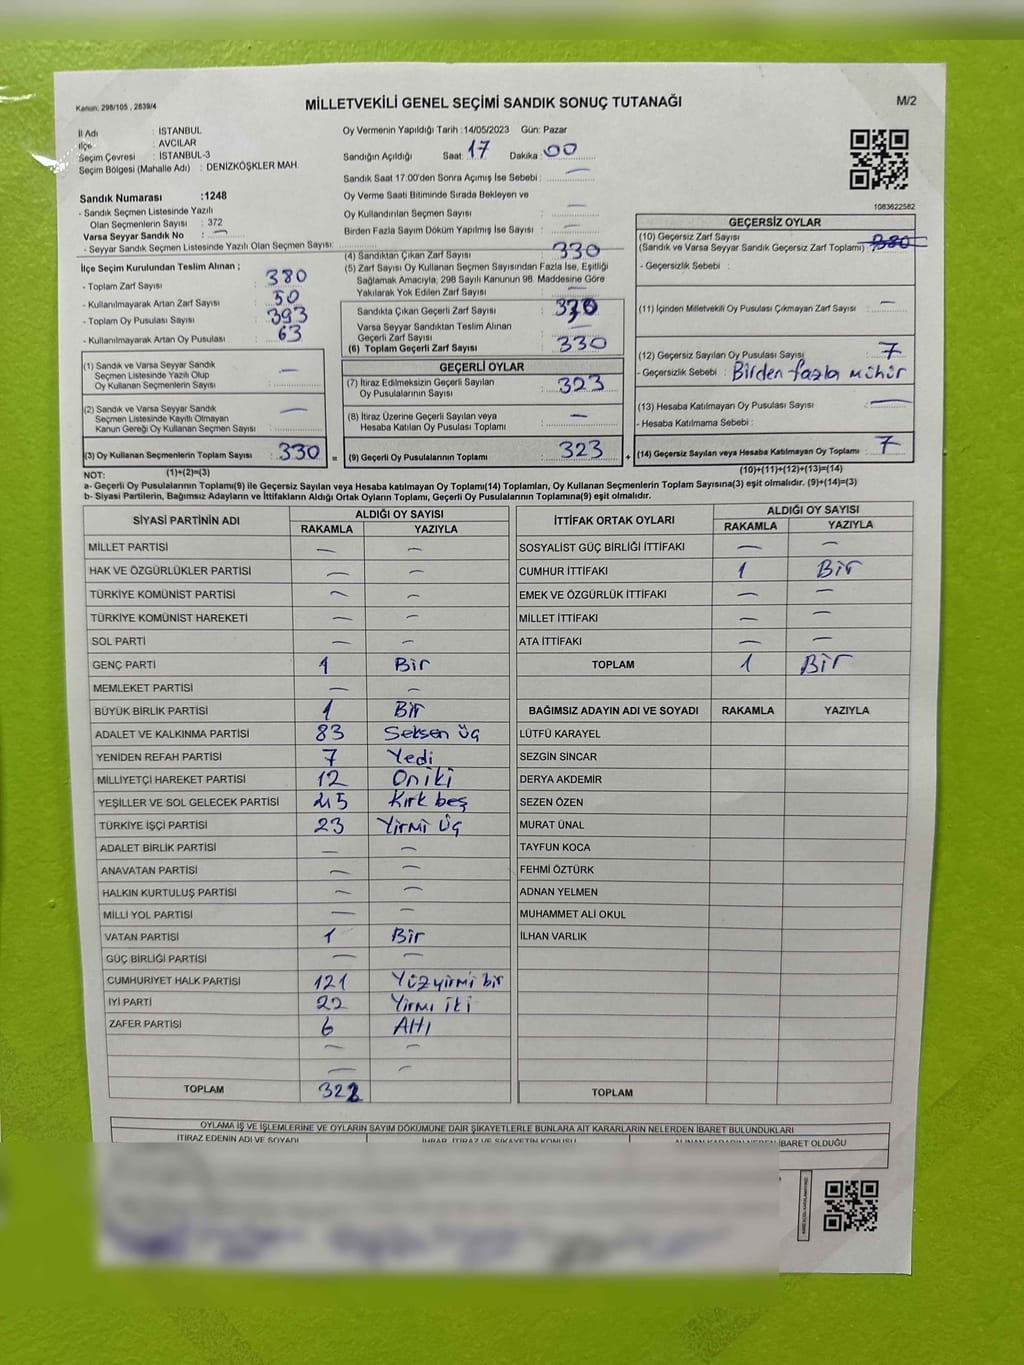 Kanun: 298/105 , 2839/4
MİLLETVEKİLİ GENEL SEÇİMİ SANDIK SONUÇ TUTANAĞI
M/2
İl Adı : İSTANBUL
İlçe : AVCILAR
Seçim Çevresi : İSTANBUL-3
Seçim Bölgesi (Mahalle Adı) : DENİZKÖŞKLER MAH.
Sandık Numarası :1248
- Sandık Seçmen Listesinde Yazılı
Olan Seçmenlerin Sayısı : 372
Varsa Seyyar Sandık No : —
- Seyyar Sandık Seçmen Listesinde Yazılı Olan Seçmen Sayısı:
Oy Vermenin Yapıldığı Tarih :14/05/2023 Gün: Pazar
Sandığın Açıldığı Saat: 17 Dakika: 00
Sandık Saat 17:00'den Sonra Açımış İse Sebebi : —
Oy Verme Saati Bitiminde Sırada Bekleyen ve
Oy Kullandırılan Seçmen Sayısı : —
Birden Fazla Sayım Döküm Yapılmış İse Sayısı : —
1083622582
İlçe Seçim Kurulundan Teslim Alınan ;
- Toplam Zarf Sayısı : 380
- Kullanılmayarak Artan Zarf Sayısı : 50
- Toplam Oy Pusulası Sayısı : 393
- Kullanılmayarak Artan Oy Pusulası : 63
(1) Sandık ve Varsa Seyyar Sandık
Seçmen Listesinde Yazılı Olup
Oy Kullanan Seçmenlerin Sayısı : —
(2) Sandık ve Varsa Seyyar Sandık
Seçmen Listesinde Kayıtlı Olmayan
Kanun Gereği Oy Kullanan Seçmen Sayısı : —
(3) Oy Kullanan Seçmenlerin Toplam Sayısı : 330 =
(4) Sandıktan Çıkan Zarf Sayısı : 330
(5) Zarf Sayısı Oy Kullanan Seçmen Sayısından Fazla İse, Eşitliği
Sağlamak Amacıyla, 298 Sayılı Kanunun 98. Maddesine Göre
Yakılarak Yok Edilen Zarf Sayısı : —
Sandıkta Çıkan Geçerli Zarf Sayısı : 330
Varsa Seyyar Sandıktan Teslim Alınan
Geçerli Zarf Sayısı : —
(6) Toplam Geçerli Zarf Sayısı : 330
GEÇERLİ OYLAR
(7) İtiraz Edilmeksizin Geçerli Sayılan
Oy Pusulalarının Sayısı : 323
(8) İtiraz Üzerine Geçerli Sayılan veya
Hesaba Katılan Oy Pusulası Toplamı : —
(9) Geçerli Oy Pusulalarının Toplamı : 323 +
GEÇERSİZ OYLAR
(10) Geçersiz Zarf Sayısı
(Sandık ve Varsa Seyyar Sandık Geçersiz Zarf Toplamı) :
- Geçersizlik Sebebi :
(11) İçinden Milletvekili Oy Pusulası Çıkmayan Zarf Sayısı : —
(12) Geçersiz Sayılan Oy Pusulası Sayısı : 7
- Geçersizlik Sebebi : Birden fazla mühür
(13) Hesaba Katılmayan Oy Pusulası Sayısı : —
- Hesaba Katılmama Sebebi :
(14) Geçersiz Sayılan veya Hesaba Katılmayan Oy Toplamı : 7
NOT: (1)+(2)=(3) (10)+(11)+(12)+(13)=(14)
a- Geçerli Oy Pusulalarının Toplamı(9) ile Geçersiz Sayılan veya Hesaba katılmayan Oy Toplamı(14) Toplamları, Oy Kullanan Seçmenlerin Toplam Sayısına(3) eşit olmalıdır. (9)+(14)=(3)
b- Siyasi Partilerin, Bağımsız Adayların ve İttifakların Aldığı Ortak Oyların Toplamı, Geçerli Oy Pusulalarının Toplamına(9) eşit olmalıdır.
SİYASİ PARTİNİN ADI ALDIĞI OY SAYISI
RAKAMLA YAZIYLA
MİLLET PARTİSİ — —
HAK VE ÖZGÜRLÜKLER PARTİSİ — —
TÜRKİYE KOMÜNİST PARTİSİ — —
TÜRKİYE KOMÜNİST HAREKETİ — —
SOL PARTİ — —
GENÇ PARTİ 1 Bir
MEMLEKET PARTİSİ — —
BÜYÜK BİRLİK PARTİSİ 1 Bir
ADALET VE KALKINMA PARTİSİ 83 Seksen üç
YENİDEN REFAH PARTİSİ 7 Yedi
MİLLİYETÇİ HAREKET PARTİSİ 12 Oniki
YEŞİLLER VE SOL GELECEK PARTİSİ 45 Kırk beş
TÜRKİYE İŞÇİ PARTİSİ 23 Yirmi üç
ADALET BİRLİK PARTİSİ — —
ANAVATAN PARTİSİ — —
HALKIN KURTULUŞ PARTİSİ — —
MİLLİ YOL PARTİSİ — —
VATAN PARTİSİ 1 Bir
GÜÇ BİRLİĞİ PARTİSİ — —
CUMHURİYET HALK PARTİSİ 121 Yüzyirmi bir
İYİ PARTİ 22 Yirmi iki
ZAFER PARTİSİ 6 Altı
— —
— —
TOPLAM 322
İTTİFAK ORTAK OYLARI ALDIĞI OY SAYISI
RAKAMLA YAZIYLA
SOSYALİST GÜÇ BİRLİĞİ İTTİFAKI — —
CUMHUR İTTİFAKI 1 Bir
EMEK VE ÖZGÜRLÜK İTTİFAKI — —
MİLLET İTTİFAKI — —
ATA İTTİFAKI — —
TOPLAM 1 Bir
BAĞIMSIZ ADAYIN ADI VE SOYADI RAKAMLA YAZIYLA
LÜTFÜ KARAYEL
SEZGİN SİNCAR
DERYA AKDEMİR
SEZEN ÖZEN
MURAT ÜNAL
TAYFUN KOCA
FEHMİ ÖZTÜRK
ADNAN YELMEN
MUHAMMET ALİ OKUL
İLHAN VARLIK
TOPLAM
OYLAMA İŞ VE İŞLEMLERİNE VE OYLARIN SAYIM DÖKÜMÜNE DAİR ŞİKAYETLERLE BUNLARA AİT KARARLARIN NELERDEN İBARET BULUNDUKLARI
İTİRAZ EDENİN ADI VE SOYADI İHBAR, İTİRAZ VE ŞİKAYETİN KONUSU ALINAN KARARIN NEDEN İBARET OLDUĞU